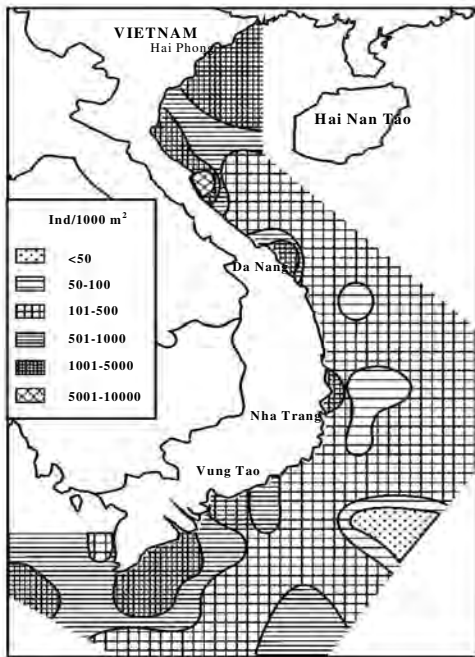 VIETNAM
Hai Phong
Hai Nan Tao
Ind/1000 m²
<50
50-100
101-500
501-1000
1001-5000
5001-10000
Da Nang
Nha Trang
Vung Tao